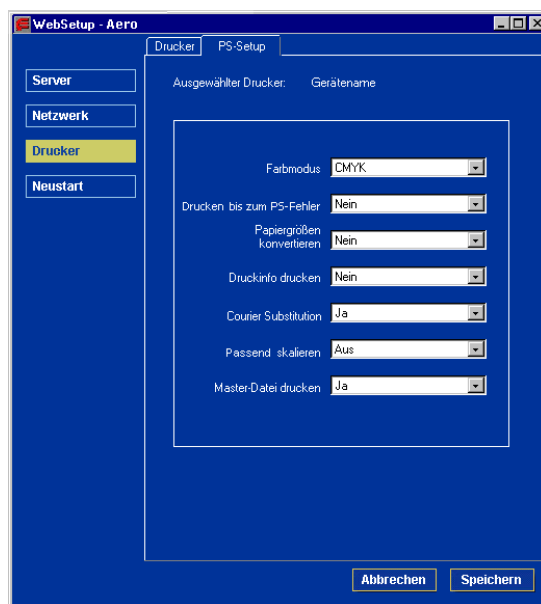 WebSetup - Aero
Drucker PS-Setup
Server
Netzwerk
Drucker
Neustart
Ausgewählter Drucker: Gerätename
Farbmodus CMYK
Drucken bis zum PS-Fehler Nein
Papiergrößen
konvertieren Nein
Druckinfo drucken Nein
Courier Substitution Ja
Passend skalieren Aus
Master-Datei drucken Ja
Abbrechen Speichern